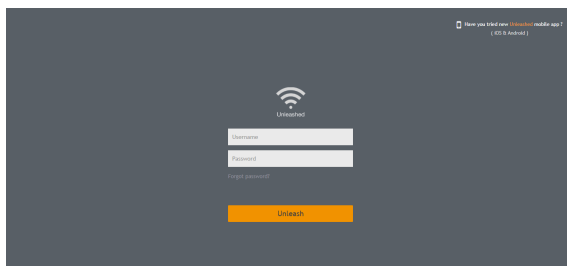 Have you tried new Unleashed mobile app ?
( iOS & Android )
Unleashed
Username
Password
Forgot password?
Unleash